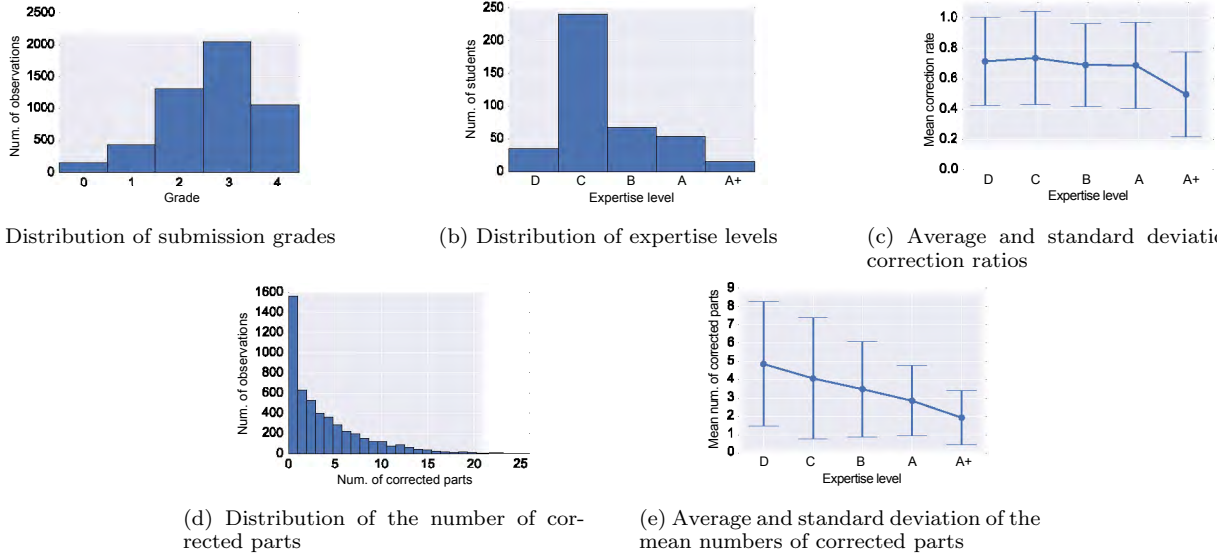 2500
2000
1500
1000
500
0
Num. of observations
0 1 2 3 4
Grade
Distribution of submission grades
250
200
150
100
50
0
Num. of students
D C B A A+
Expertise level
(b) Distribution of expertise levels
1.0
0.8
0.6
0.4
0.2
0.0
Mean correction rate
D C B A A+
Expertise level
(c) Average and standard deviatio
correction ratios
1600
1400
1200
1000
800
600
400
200
0
Num. of observations
0 5 10 15 20 25
Num. of corrected parts
(d) Distribution of the number of cor-
rected parts
9
8
7
6
5
4
3
2
1
0
Mean num. of corrected parts
D C B A A+
Expertise level
(e) Average and standard deviation of the
mean numbers of corrected parts